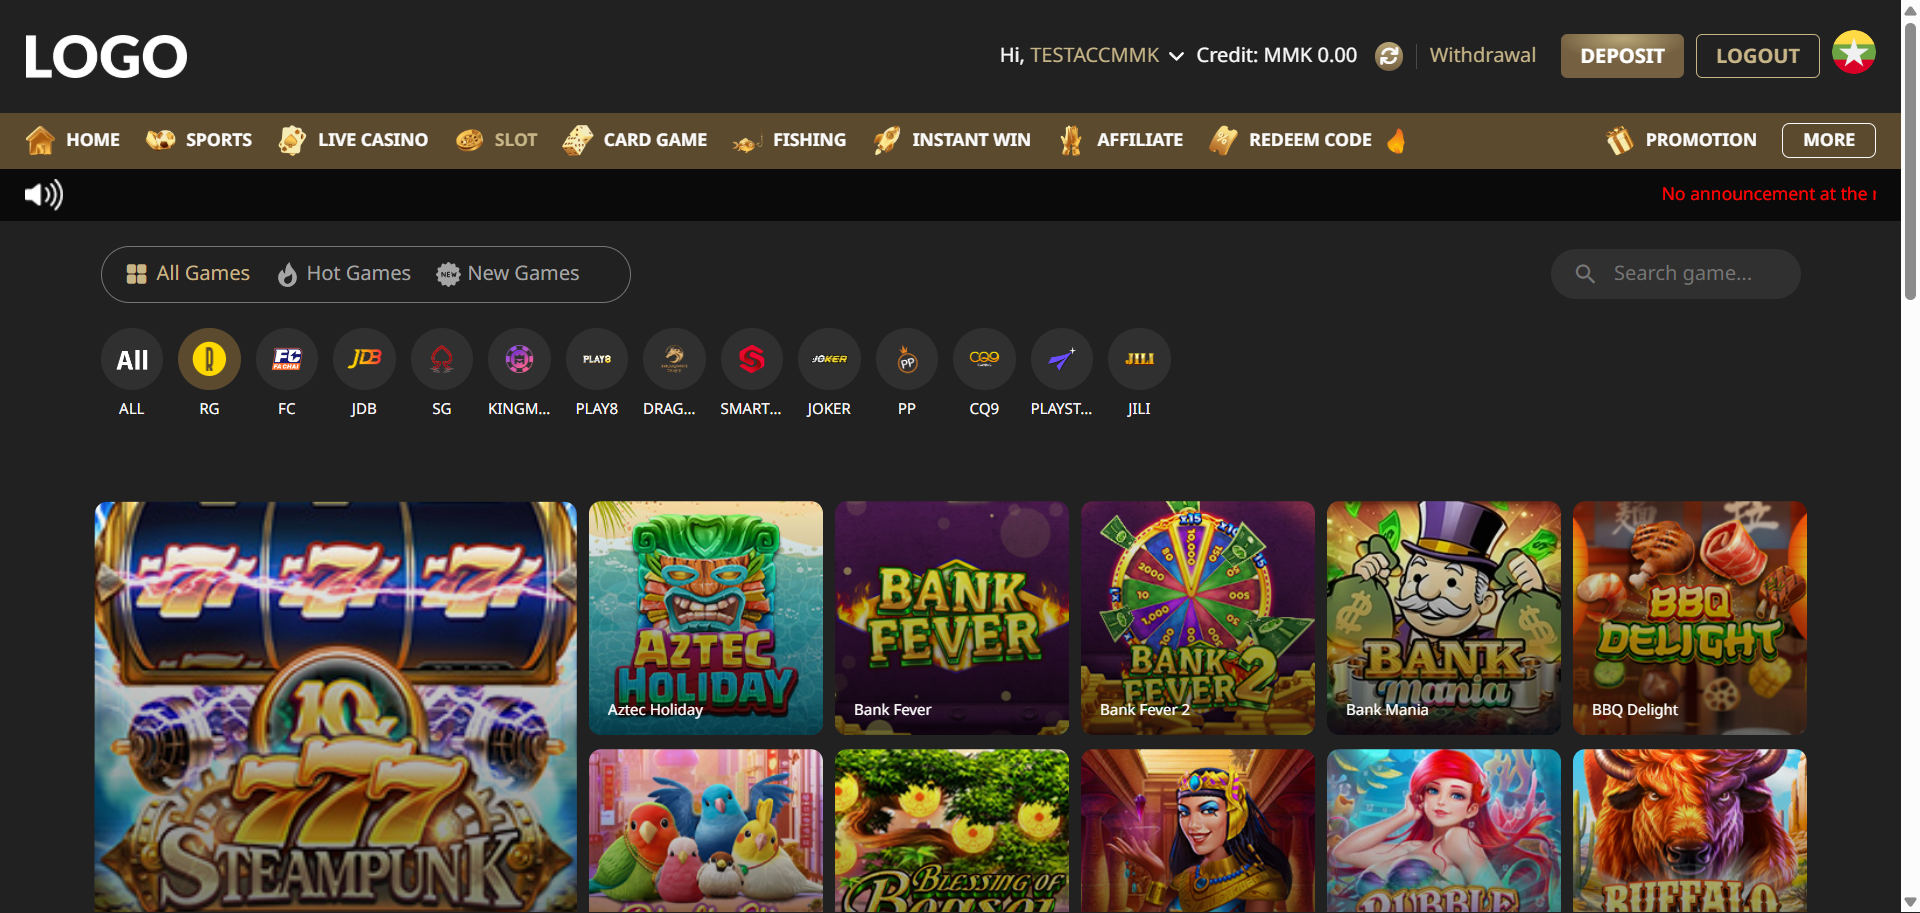 LOGO
Hi, TESTACCMMK Credit: MMK 0.00 Withdrawal DEPOSIT LOGOUT
HOME SPORTS LIVE CASINO SLOT CARD GAME FISHING INSTANT WIN AFFILIATE REDEEM CODE PROMOTION MORE
No announcement at the
All Games Hot Games NEW New Games Search game...
All R FC FA CHAI JDB PLAY8 S JOKER PP CQ9 JILI
ALL RG FC JDB SG KINGM... PLAY8 DRAG... SMART... JOKER PP CQ9 PLAYST... JILI
777
10X
777
STEAMPUNK
AZTEC
HOLIDAY
Aztec Holiday
BANK
FEVER
Bank Fever
BANK
FEVER 2
Bank Fever 2
BANK
Mania
Bank Mania
BBQ
DELIGHT
BBQ Delight
BLESSING OF
BONSAI
BUBBLE
BUFFALO